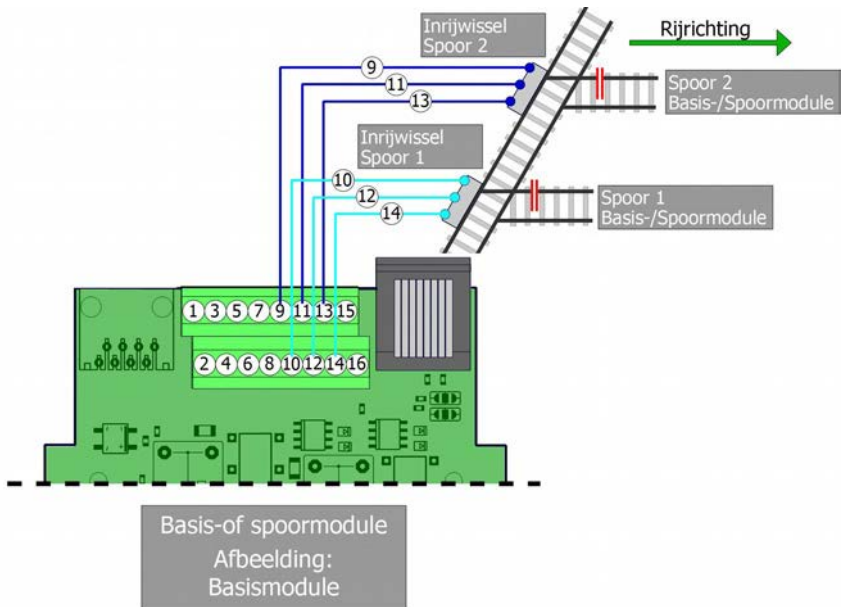 Inrijwissel
Spoor 2
Rijrichting
9
11
13
Spoor 2
Basis-/Spoormodule
Inrijwissel
Spoor 1
10
12
14
Spoor 1
Basis-/Spoormodule
1 3 5 7 9 11 13 15
2 4 6 8 10 12 14 16
Basis-of spoormodule
Afbeelding:
Basismodule